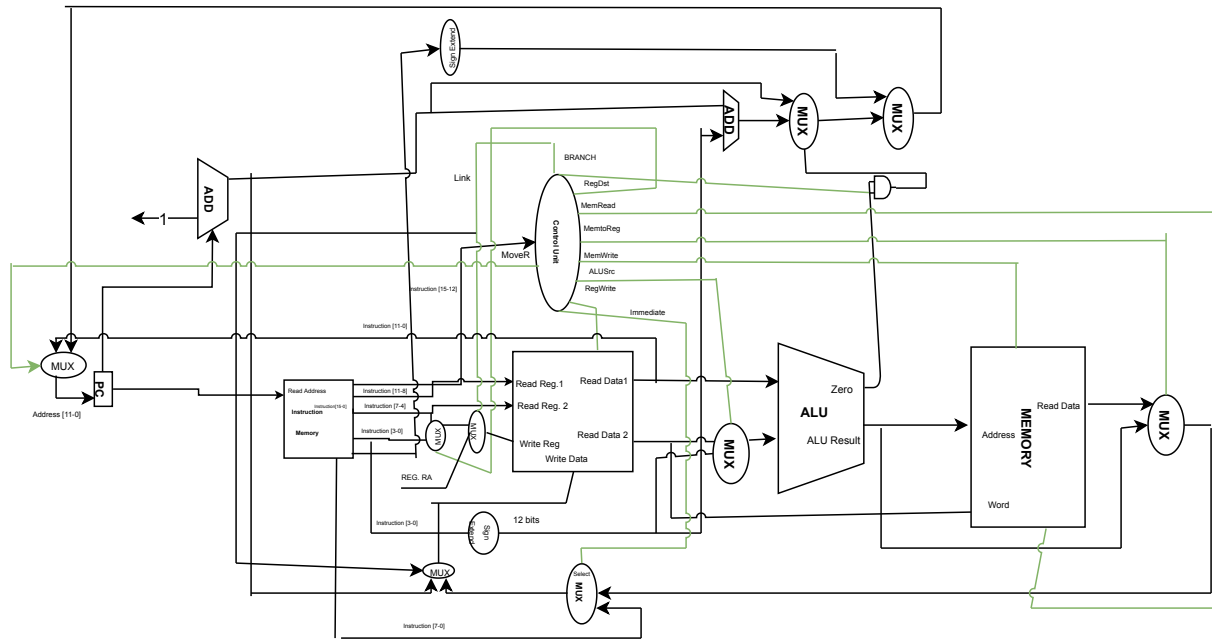 Sign Extend
MUX
MUX
ADD
BRANCH
Link
RegDst
ADD
MemRead
1
Control Unit
MemtoReg
MoveR
MemWrite
ALUSrc
Instruction [15-12]
RegWrite
Immediate
Instruction [11-0]
MUX
PC
Read Address
Instruction [11-8]
Read Reg.1
Read Data1
Zero
Instruction[15-0]
Instruction
Memory
Instruction [7-4]
Read Reg. 2
ALU
Read Data
Address [11-0]
Instruction [3-0]
MUX
MUX
Write Reg
Read Data 2
MUX
ALU Result
Address
MEMORY
MUX
Write Data
REG. RA
Word
Instruction [3-0]
Sign Extend
12 bits
MUX
Select
MUX
Instruction [7-0]